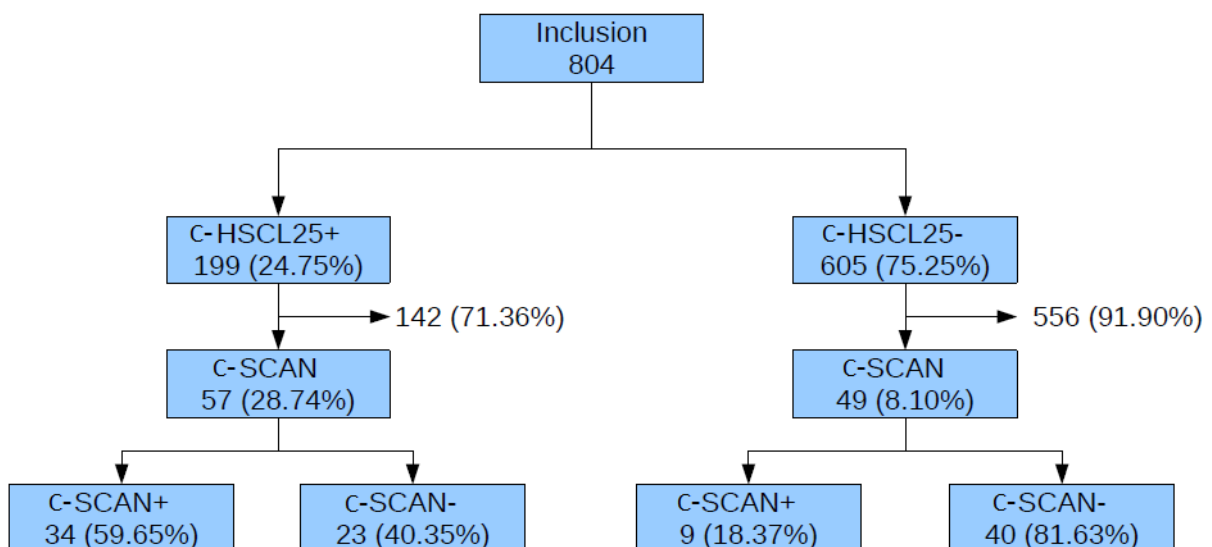 Inclusion
804
c-HSCL25+
199 (24.75%)
c-HSCL25-
605 (75.25%)
142 (71.36%)
556 (91.90%)
c-SCAN
57 (28.74%)
c-SCAN
49 (8.10%)
c-SCAN+
34 (59.65%)
c-SCAN-
23 (40.35%)
c-SCAN+
9 (18.37%)
c-SCAN-
40 (81.63%)